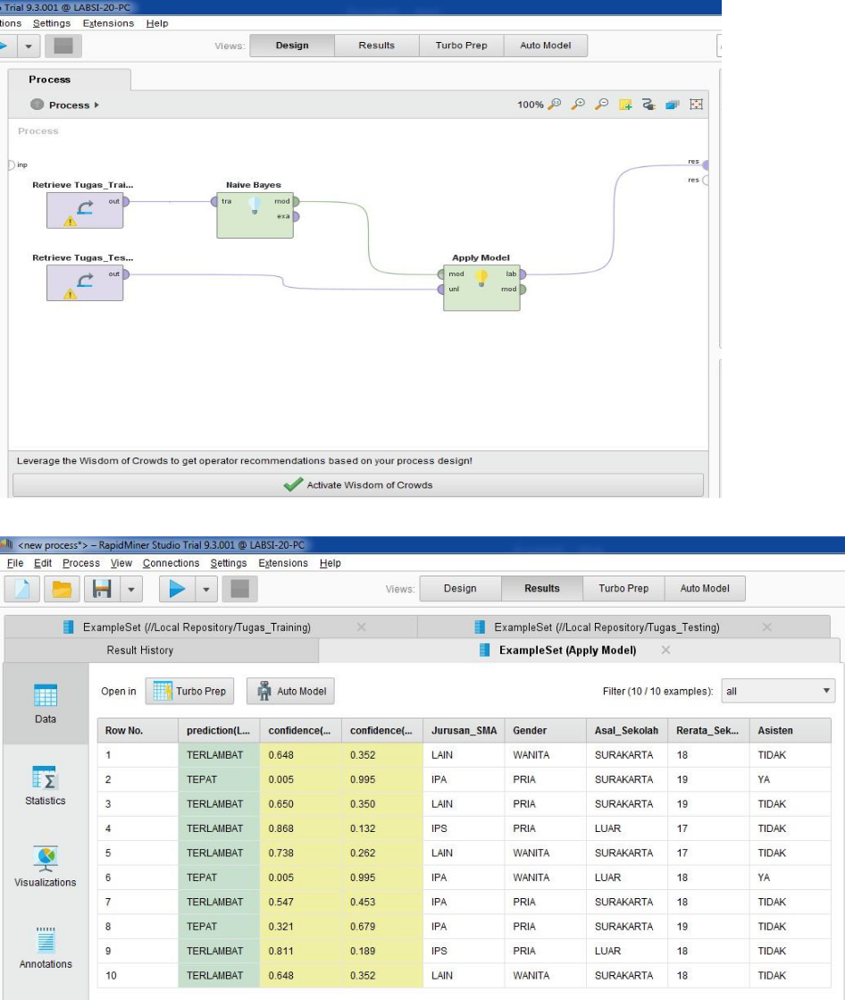 Trial 9.3.001 @ LABSI-20-PC
tions Settings Extensions Help
Views: Design Results Turbo Prep Auto Model
Process
Process
100%
Process
inp
res
res
Retrieve Tugas_Trai...
out
Naive Bayes
tra mod
exa
Retrieve Tugas_Tes...
out
Apply Model
mod lab
unl mod
Leverage the Wisdom of Crowds to get operator recommendations based on your process design!
Activate Wisdom of Crowds
<new process*> – RapidMiner Studio Trial 9.3.001 @ LABSI-20-PC
File Edit Process View Connections Settings Extensions Help
Views: Design Results Turbo Prep Auto Model
ExampleSet (//Local Repository/Tugas_Training) ExampleSet (//Local Repository/Tugas_Testing)
Result History ExampleSet (Apply Model)
Data
Statistics
Visualizations
Annotations
Open in Turbo Prep Auto Model Filter (10 / 10 examples): all
Row No. prediction(L... confidence(... confidence(... Jurusan_SMA Gender Asal_Sekolah Rerata_Sek... Asisten
1 TERLAMBAT 0.648 0.352 LAIN WANITA SURAKARTA 18 TIDAK
2 TEPAT 0.005 0.995 IPA PRIA SURAKARTA 19 YA
3 TERLAMBAT 0.650 0.350 LAIN PRIA SURAKARTA 19 TIDAK
4 TERLAMBAT 0.868 0.132 IPS PRIA LUAR 17 TIDAK
5 TERLAMBAT 0.738 0.262 LAIN WANITA SURAKARTA 17 TIDAK
6 TEPAT 0.005 0.995 IPA WANITA LUAR 18 YA
7 TERLAMBAT 0.547 0.453 IPA PRIA SURAKARTA 18 TIDAK
8 TEPAT 0.321 0.679 IPA PRIA SURAKARTA 19 TIDAK
9 TERLAMBAT 0.811 0.189 IPS PRIA LUAR 18 TIDAK
10 TERLAMBAT 0.648 0.352 LAIN WANITA SURAKARTA 18 TIDAK